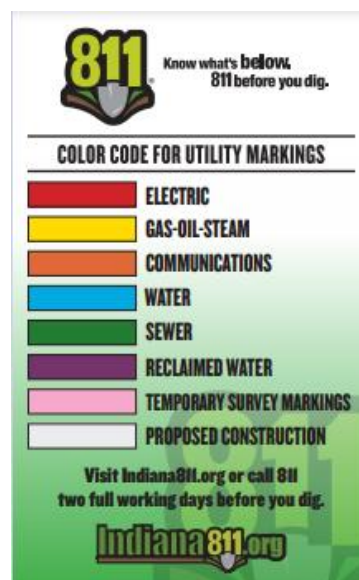 811
Know what's below.
811 before you dig.
COLOR CODE FOR UTILITY MARKINGS
ELECTRIC
GAS-OIL-STEAM
COMMUNICATIONS
WATER
SEWER
RECLAIMED WATER
TEMPORARY SURVEY MARKINGS
PROPOSED CONSTRUCTION
811
Visit Indiana811.org or call 811
two full working days before you dig.
Indiana811.org